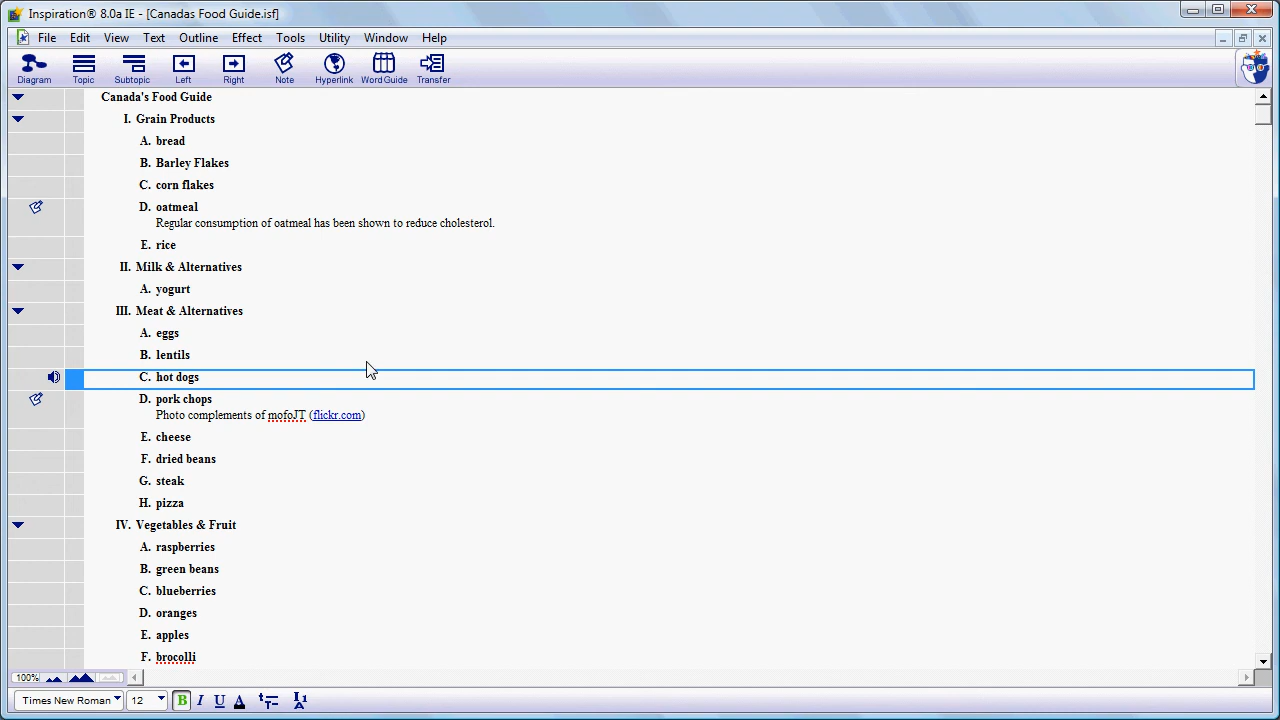 Inspiration® 8.0a IE - [Canadas Food Guide.isf]
File Edit View Text Outline Effect Tools Utility Window Help
Diagram Topic Subtopic Left Right Note Hyperlink Word Guide Transfer
Canada's Food Guide
I. Grain Products
A. bread
B. Barley Flakes
C. corn flakes
D. oatmeal
Regular consumption of oatmeal has been shown to reduce cholesterol.
E. rice
II. Milk & Alternatives
A. yogurt
III. Meat & Alternatives
A. eggs
B. lentils
C. hot dogs
D. pork chops
Photo complements of mofoJT (flickr.com)
E. cheese
F. dried beans
G. steak
H. pizza
IV. Vegetables & Fruit
A. raspberries
B. green beans
C. blueberries
D. oranges
E. apples
F. brocolli
100%
Times New Roman 12 B I U A